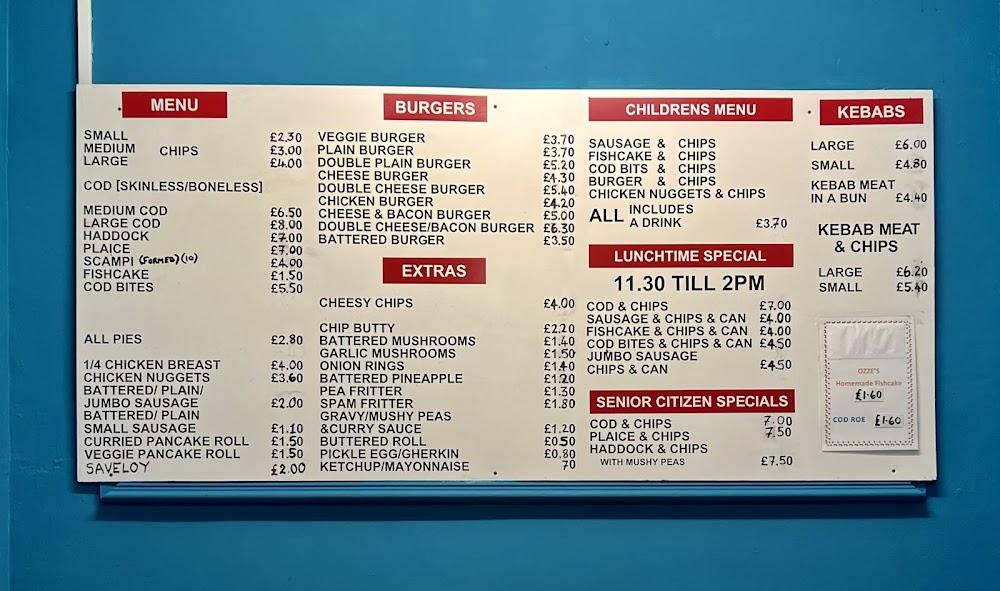 MENU
SMALL £2.30
MEDIUM CHIPS £3.00
LARGE £4.00
COD [SKINLESS/BONELESS]
MEDIUM COD £6.50
LARGE COD £8.00
HADDOCK £7.00
PLAICE £7.00
SCAMPI (FORMED) (10) £4.00
FISHCAKE £1.50
COD BITES £5.50
ALL PIES £2.80
1/4 CHICKEN BREAST £4.00
CHICKEN NUGGETS £3.60
BATTERED/ PLAIN/
JUMBO SAUSAGE £2.00
BATTERED/ PLAIN
SMALL SAUSAGE £1.10
CURRIED PANCAKE ROLL £1.50
VEGGIE PANCAKE ROLL £1.50
SAVELOY £2.00
BURGERS
VEGGIE BURGER £3.70
PLAIN BURGER £3.70
DOUBLE PLAIN BURGER £5.20
CHEESE BURGER £4.30
DOUBLE CHEESE BURGER £5.40
CHICKEN BURGER £4.20
CHEESE & BACON BURGER £5.00
DOUBLE CHEESE/BACON BURGER £6.30
BATTERED BURGER £3.50
EXTRAS
CHEESY CHIPS £4.00
CHIP BUTTY £2.20
BATTERED MUSHROOMS £1.40
GARLIC MUSHROOMS £1.50
ONION RINGS £1.40
BATTERED PINEAPPLE £1.20
PEA FRITTER £1.30
SPAM FRITTER £1.80
GRAVY/MUSHY PEAS
&CURRY SAUCE £1.20
BUTTERED ROLL £0.50
PICKLE EGG/GHERKIN £0.80
KETCHUP/MAYONNAISE 70
CHILDRENS MENU
SAUSAGE & CHIPS
FISHCAKE & CHIPS
COD BITS & CHIPS
BURGER & CHIPS
CHICKEN NUGGETS & CHIPS
ALL INCLUDES
A DRINK £3.70
LUNCHTIME SPECIAL
11.30 TILL 2PM
COD & CHIPS £7.00
SAUSAGE & CHIPS & CAN £4.00
FISHCAKE & CHIPS & CAN £4.00
COD BITES & CHIPS & CAN £4.50
JUMBO SAUSAGE
CHIPS & CAN £4.50
SENIOR CITIZEN SPECIALS
COD & CHIPS 7.00
PLAICE & CHIPS 7.50
HADDOCK & CHIPS
WITH MUSHY PEAS £7.50
KEBABS
LARGE £6.00
SMALL £4.80
KEBAB MEAT
IN A BUN £4.40
KEBAB MEAT
& CHIPS
LARGE £6.20
SMALL £5.40
OZZE'S
Homemade Fishcake
£1.60
COD ROE £1.60